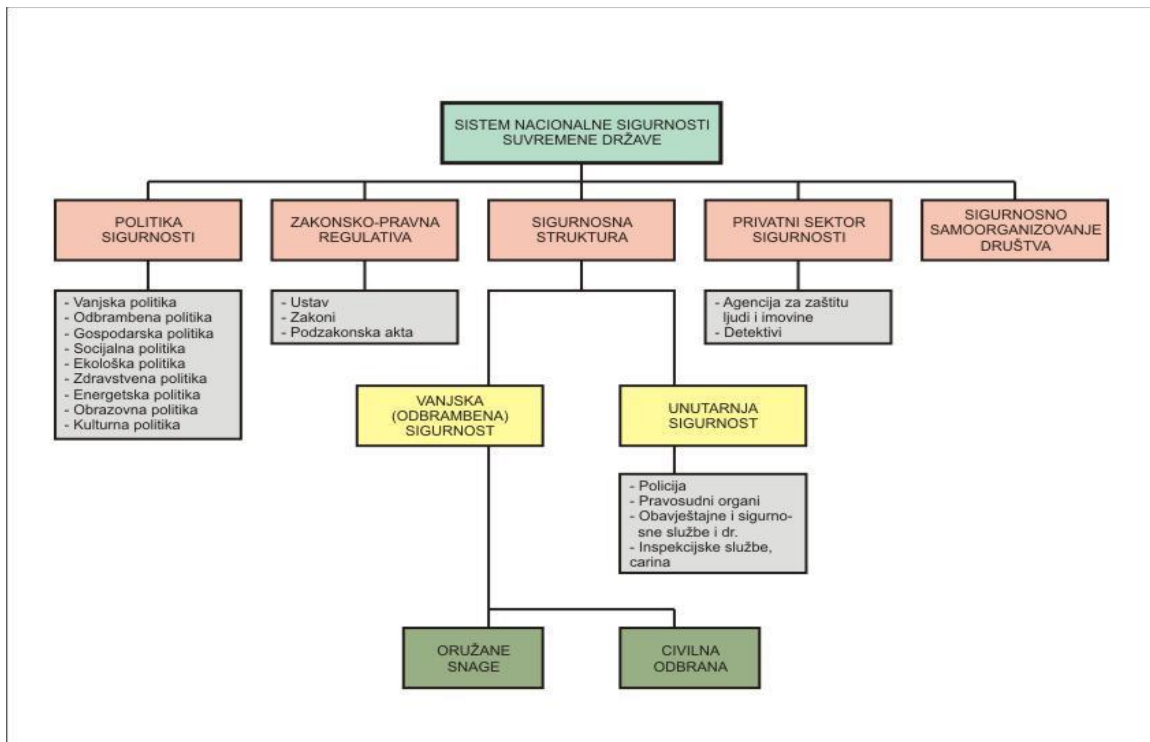 SISTEM NACIONALNE SIGURNOSTI
SUVREMENE DRŽAVE
POLITIKA
SIGURNOSTI
ZAKONSKO-PRAVNA
REGULATIVA
SIGURNOSNA
STRUKTURA
PRIVATNI SEKTOR
SIGURNOSTI
SIGURNOSNO
SAMOORGANIZOVANJE
DRUŠTVA
- Vanjska politika
- Odbrambena politika
- Gospodarska politika
- Socijalna politika
- Ekološka politika
- Zdravstvena politika
- Energetska politika
- Obrazovna politika
- Kulturna politika
- Ustav
- Zakoni
- Podzakonska akta
- Agencija za zaštitu
ljudi i imovine
- Detektivi
VANJSKA
(ODBRAMBENA)
SIGURNOST
UNUTARNJA
SIGURNOST
- Policija
- Pravosudni organi
- Obavještajne i sigurno-
sne službe i dr.
- Inspekcijske službe,
carina
ORUŽANE
SNAGE
CIVILNA
ODBRANA